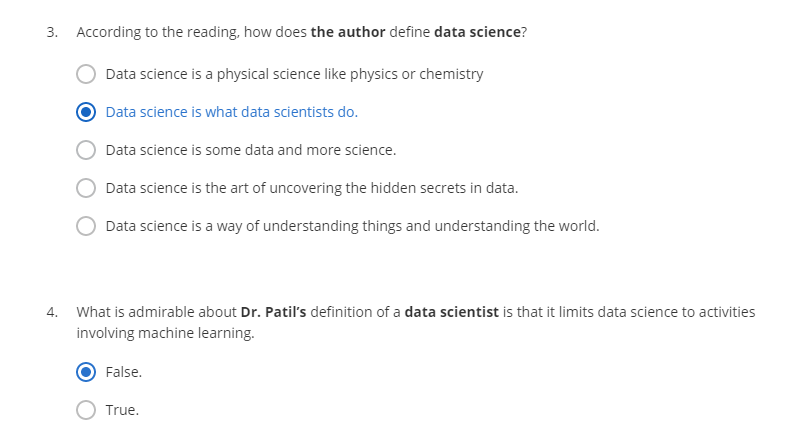 3. According to the reading, how does the author define data science?
Data science is a physical science like physics or chemistry
Data science is what data scientists do.
Data science is some data and more science.
Data science is the art of uncovering the hidden secrets in data.
Data science is a way of understanding things and understanding the world.
4. What is admirable about Dr. Patil’s definition of a data scientist is that it limits data science to activities
involving machine learning.
False.
True.